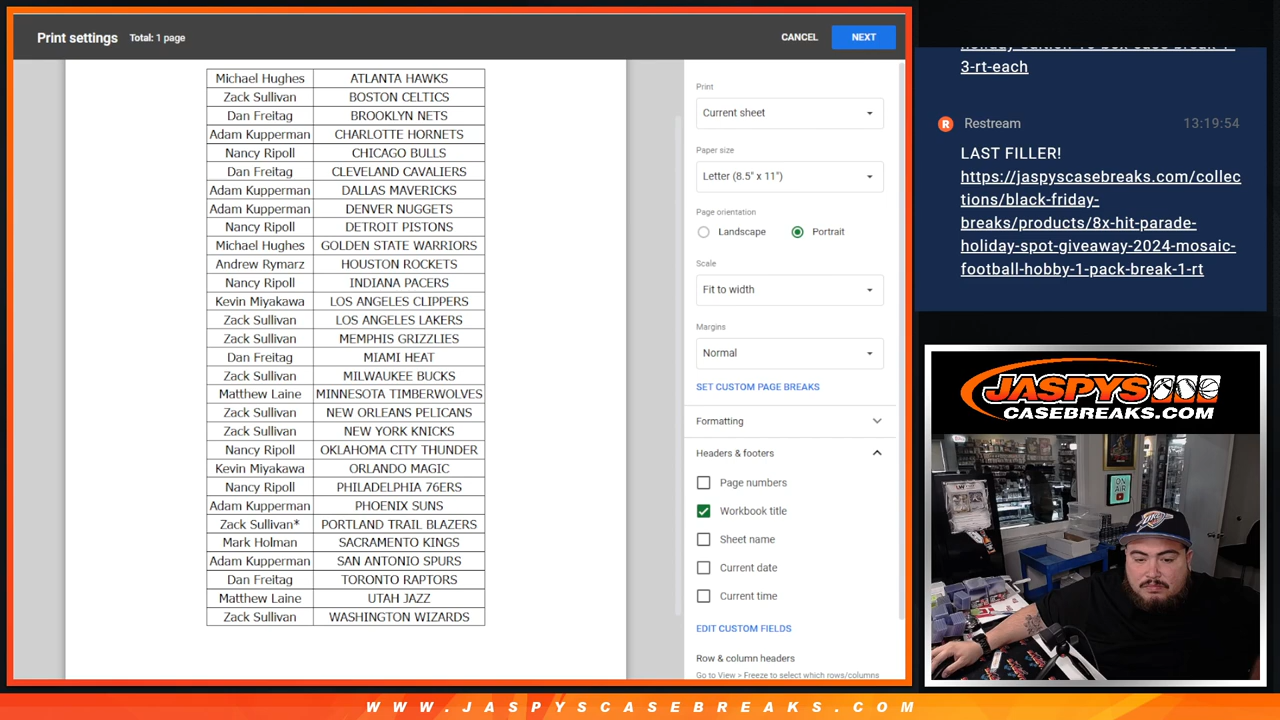 Print settings Total: 1 page CANCEL NEXT
Michael Hughes ATLANTA HAWKS
Zack Sullivan BOSTON CELTICS
Dan Freitag BROOKLYN NETS
Adam Kupperman CHARLOTTE HORNETS
Nancy Ripoll CHICAGO BULLS
Dan Freitag CLEVELAND CAVALIERS
Adam Kupperman DALLAS MAVERICKS
Adam Kupperman DENVER NUGGETS
Nancy Ripoll DETROIT PISTONS
Michael Hughes GOLDEN STATE WARRIORS
Andrew Rymarz HOUSTON ROCKETS
Nancy Ripoll INDIANA PACERS
Kevin Miyakawa LOS ANGELES CLIPPERS
Zack Sullivan LOS ANGELES LAKERS
Zack Sullivan MEMPHIS GRIZZLIES
Dan Freitag MIAMI HEAT
Zack Sullivan MILWAUKEE BUCKS
Matthew Laine MINNESOTA TIMBERWOLVES
Zack Sullivan NEW ORLEANS PELICANS
Zack Sullivan NEW YORK KNICKS
Nancy Ripoll OKLAHOMA CITY THUNDER
Kevin Miyakawa ORLANDO MAGIC
Nancy Ripoll PHILADELPHIA 76ERS
Adam Kupperman PHOENIX SUNS
Zack Sullivan* PORTLAND TRAIL BLAZERS
Mark Holman SACRAMENTO KINGS
Adam Kupperman SAN ANTONIO SPURS
Dan Freitag TORONTO RAPTORS
Matthew Laine UTAH JAZZ
Zack Sullivan WASHINGTON WIZARDS
Print
Current sheet
Paper size
Letter (8.5" x 11")
Page orientation
Landscape Portrait
Scale
Fit to width
Margins
Normal
SET CUSTOM PAGE BREAKS
Formatting
Headers & footers
Page numbers
Workbook title
Sheet name
Current date
Current time
EDIT CUSTOM FIELDS
Row & column headers
Go to View > Freeze to select which rows/columns
3-rt-each
R Restream 13:19:54
LAST FILLER!
https://jaspyscasebreaks.com/collec
tions/black-friday-
breaks/products/8x-hit-parade-
holiday-spot-giveaway-2024-mosaic-
football-hobby-1-pack-break-1-rt
JASPYS
CASEBREAKS.COM
ON
AIR
WWW.JASPYSCASEBREAKS.COM